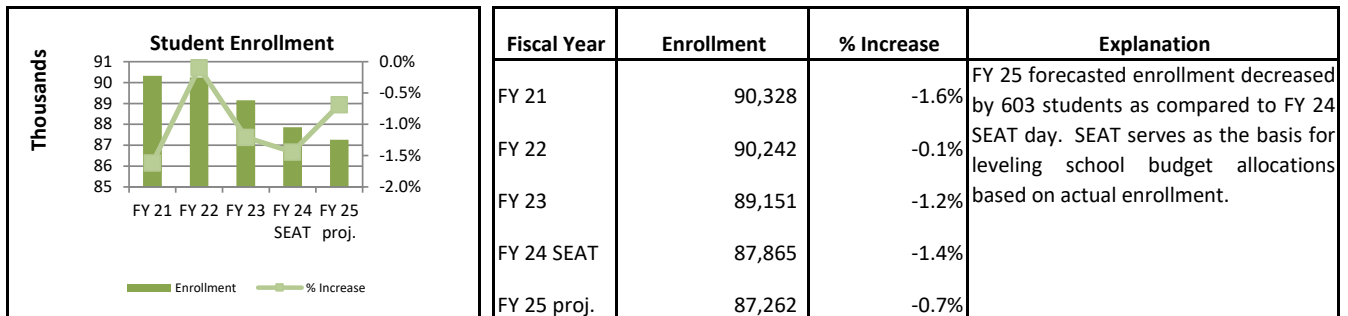 Student Enrollment
Thousands
91
90
89
88
87
86
85
0.0%
-0.5%
-1.0%
-1.5%
-2.0%
FY 21 FY 22 FY 23 FY 24 FY 25
SEAT proj.
Enrollment % Increase
Fiscal Year Enrollment % Increase Explanation
FY 21 90,328 -1.6%
FY 22 90,242 -0.1%
FY 23 89,151 -1.2%
FY 24 SEAT 87,865 -1.4%
FY 25 proj. 87,262 -0.7%
FY 25 forecasted enrollment decreased
by 603 students as compared to FY 24
SEAT day. SEAT serves as the basis for
leveling school budget allocations
based on actual enrollment.